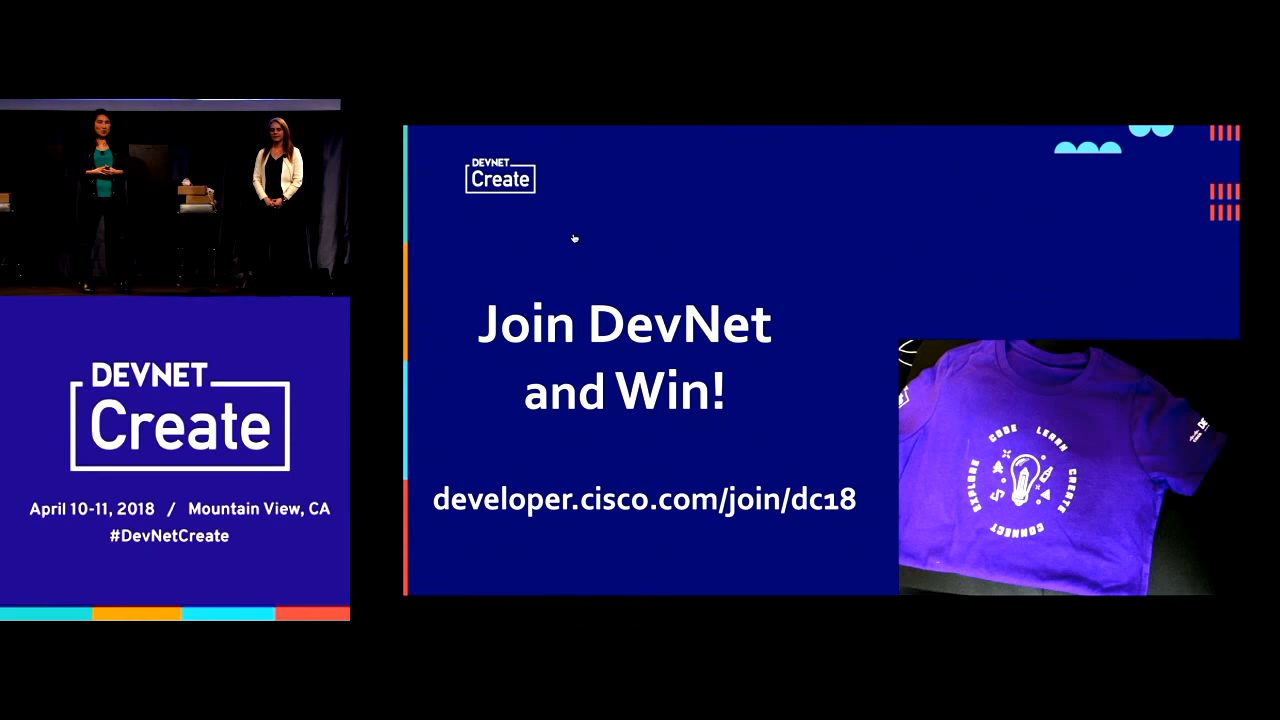 DEVNET
Create
April 10-11, 2018 / Mountain View, CA
#DevNetCreate
DEVNET
Create
Join DevNet
and Win!
developer.cisco.com/join/dc18
CODE LEARN CREATE CONNECT EXPLORE